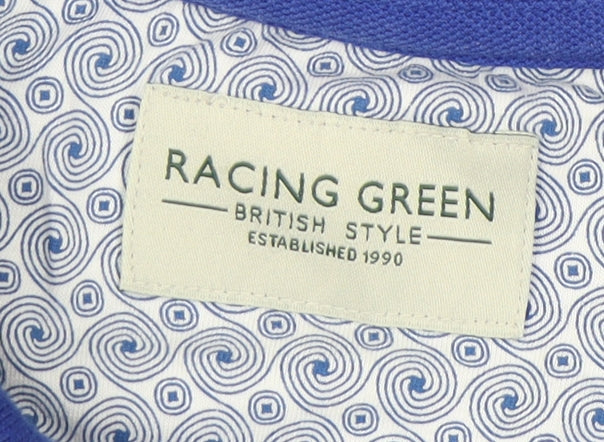 RACING GREEN
BRITISH STYLE
ESTABLISHED 1990